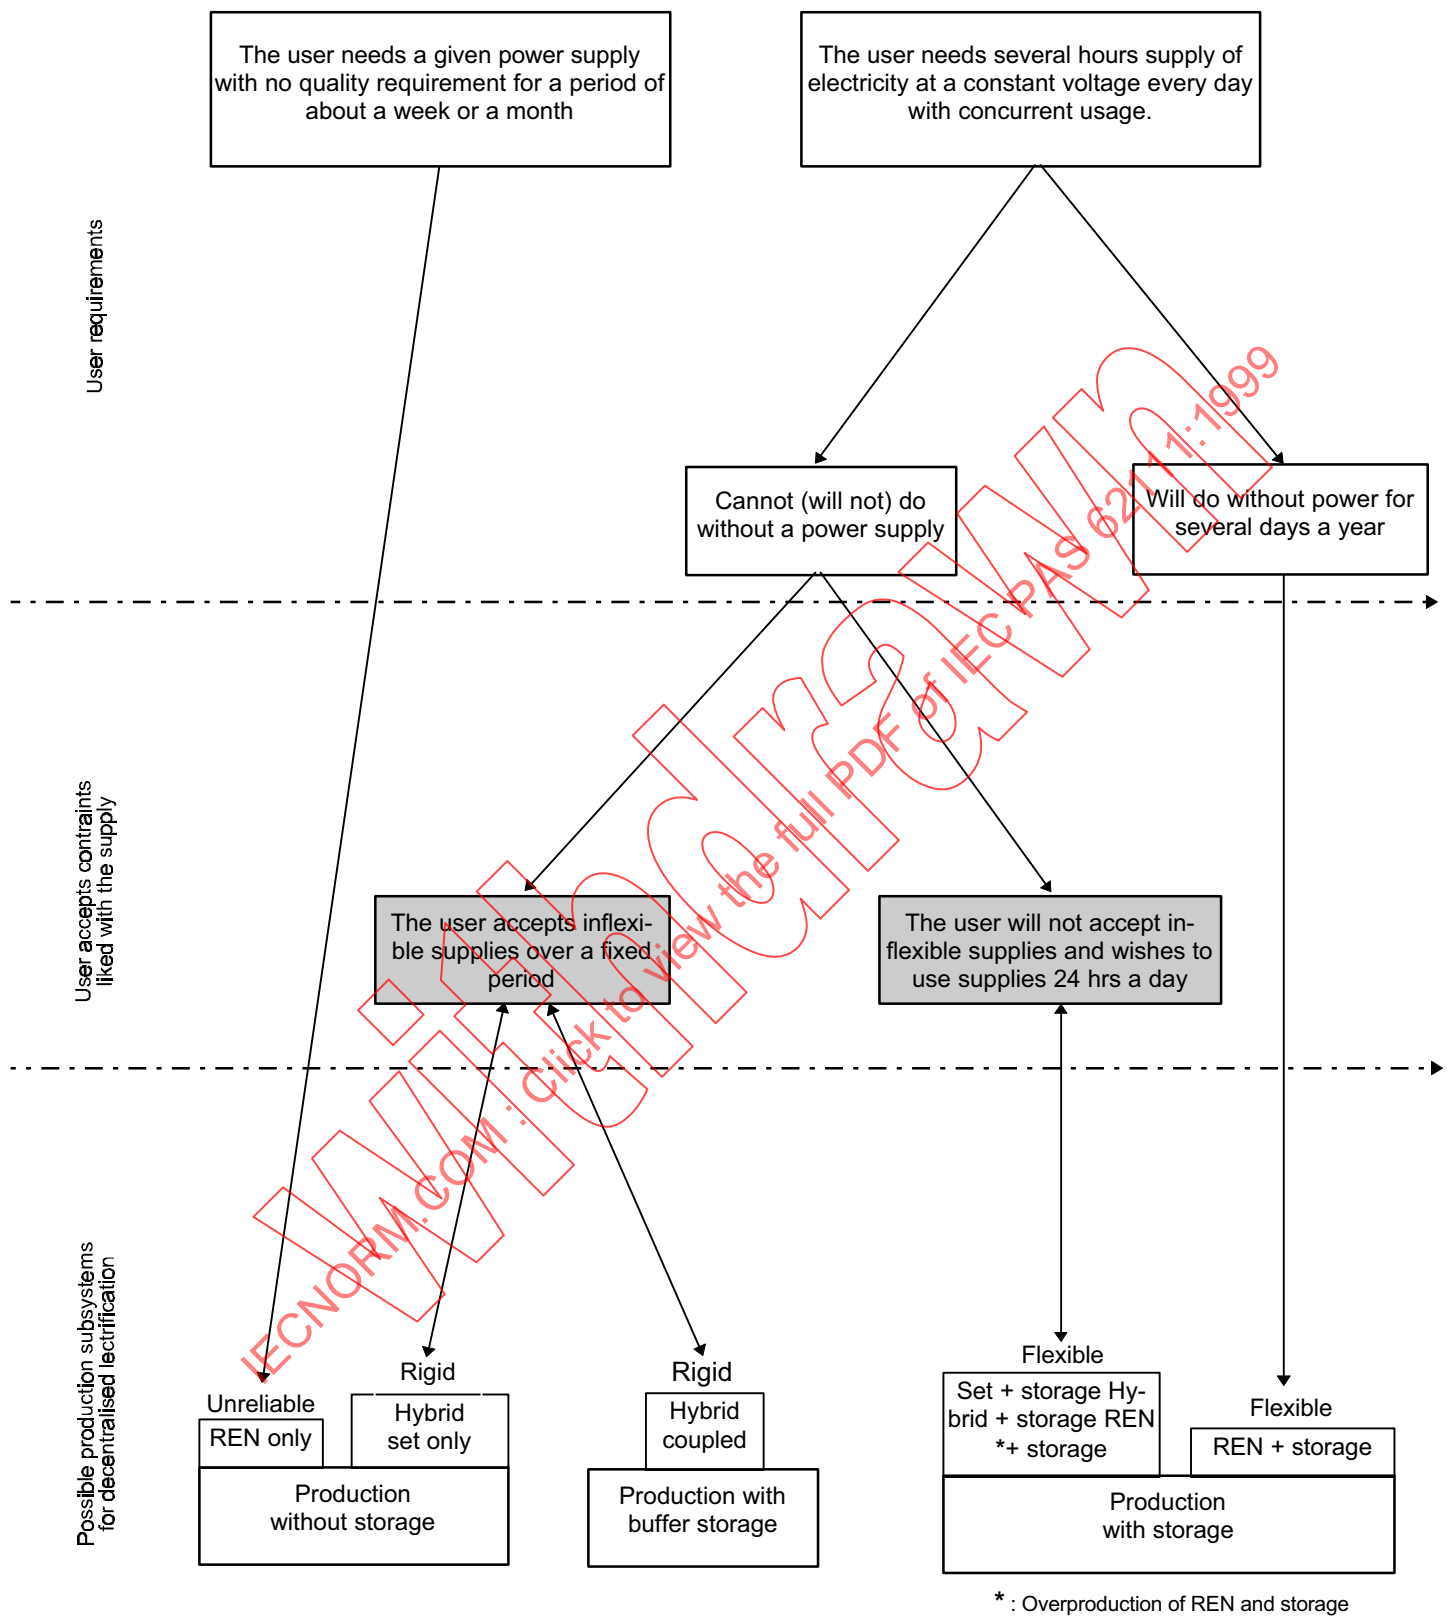 The user needs a given power supply
with no quality requirement for a period of
about a week or a month
The user needs several hours supply of
electricity at a constant voltage every day
with concurrent usage.
User requirements
Cannot (will not) do
without a power supply
Will do without power for
several days a year
User accepts contraints
liked with the supply
The user accepts inflexi-
ble supplies over a fixed
period
The user will not accept in-
flexible supplies and wishes to
use supplies 24 hrs a day
Possible production subsystems
for decentralised lectrification
Unreliable
REN only
Rigid
Hybrid
set only
Production
without storage
Rigid
Hybrid
coupled
Production with
buffer storage
Flexible
Set + storage Hy-
brid + storage REN
*+ storage
Flexible
REN + storage
Production
with storage
* : Overproduction of REN and storage
Withdrawn
IECNORM.COM : Click to view the full PDF of IEC PAS 62111:1999